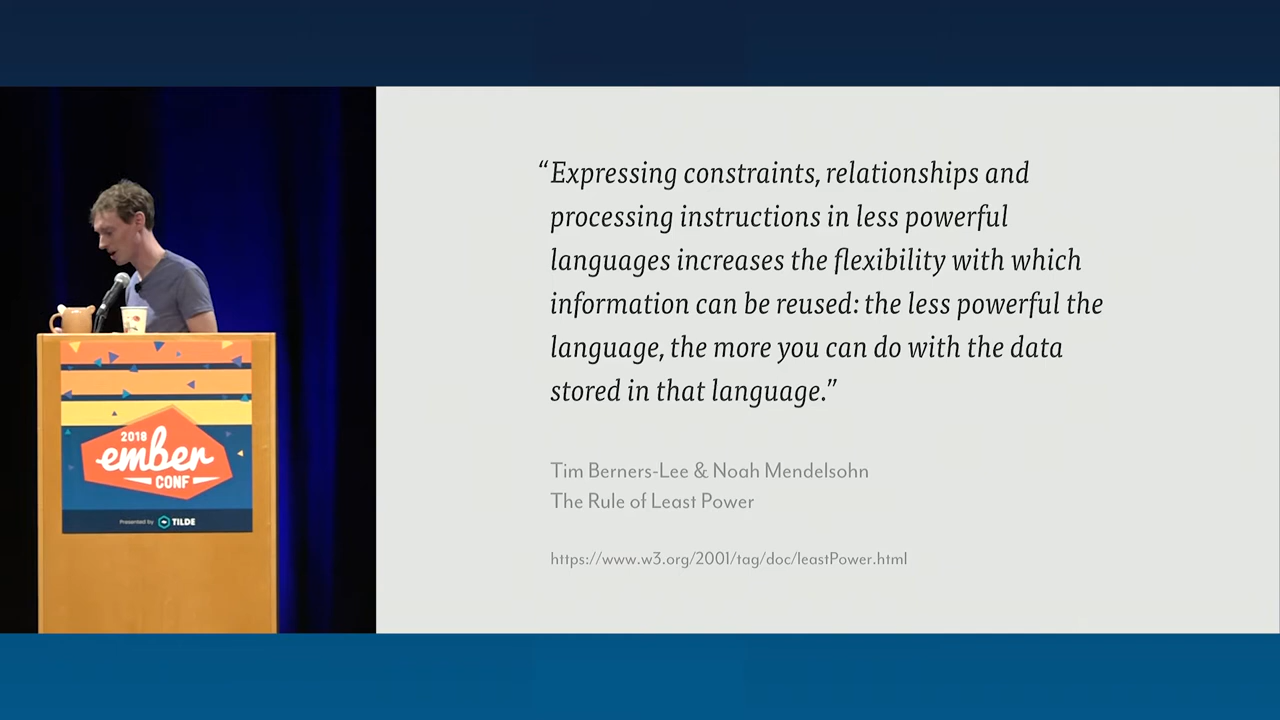 “Expressing constraints, relationships and
processing instructions in less powerful
languages increases the flexibility with which
information can be reused: the less powerful the
language, the more you can do with the data
stored in that language.”
Tim Berners-Lee & Noah Mendelsohn
The Rule of Least Power
https://www.w3.org/2001/tag/doc/leastPower.html
2018
ember
CONF
Presented by TILDE